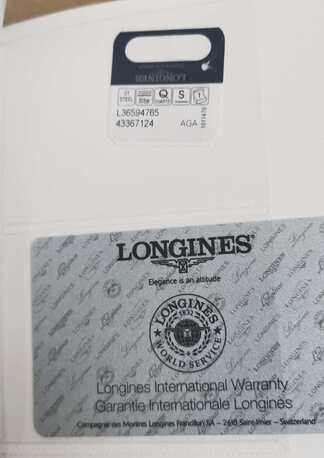 LONGINES
STEEL
Q
S
1
L36594765
43367124
AGA
LONGINES
Elegance is an attitude
LONGINES
1832
WORLD SERVICE
Longines International Warranty
Garantie Internationale Longines
Compagnie des Montres Longines Francillon SA – 2610 Saint-Imier – Switzerland